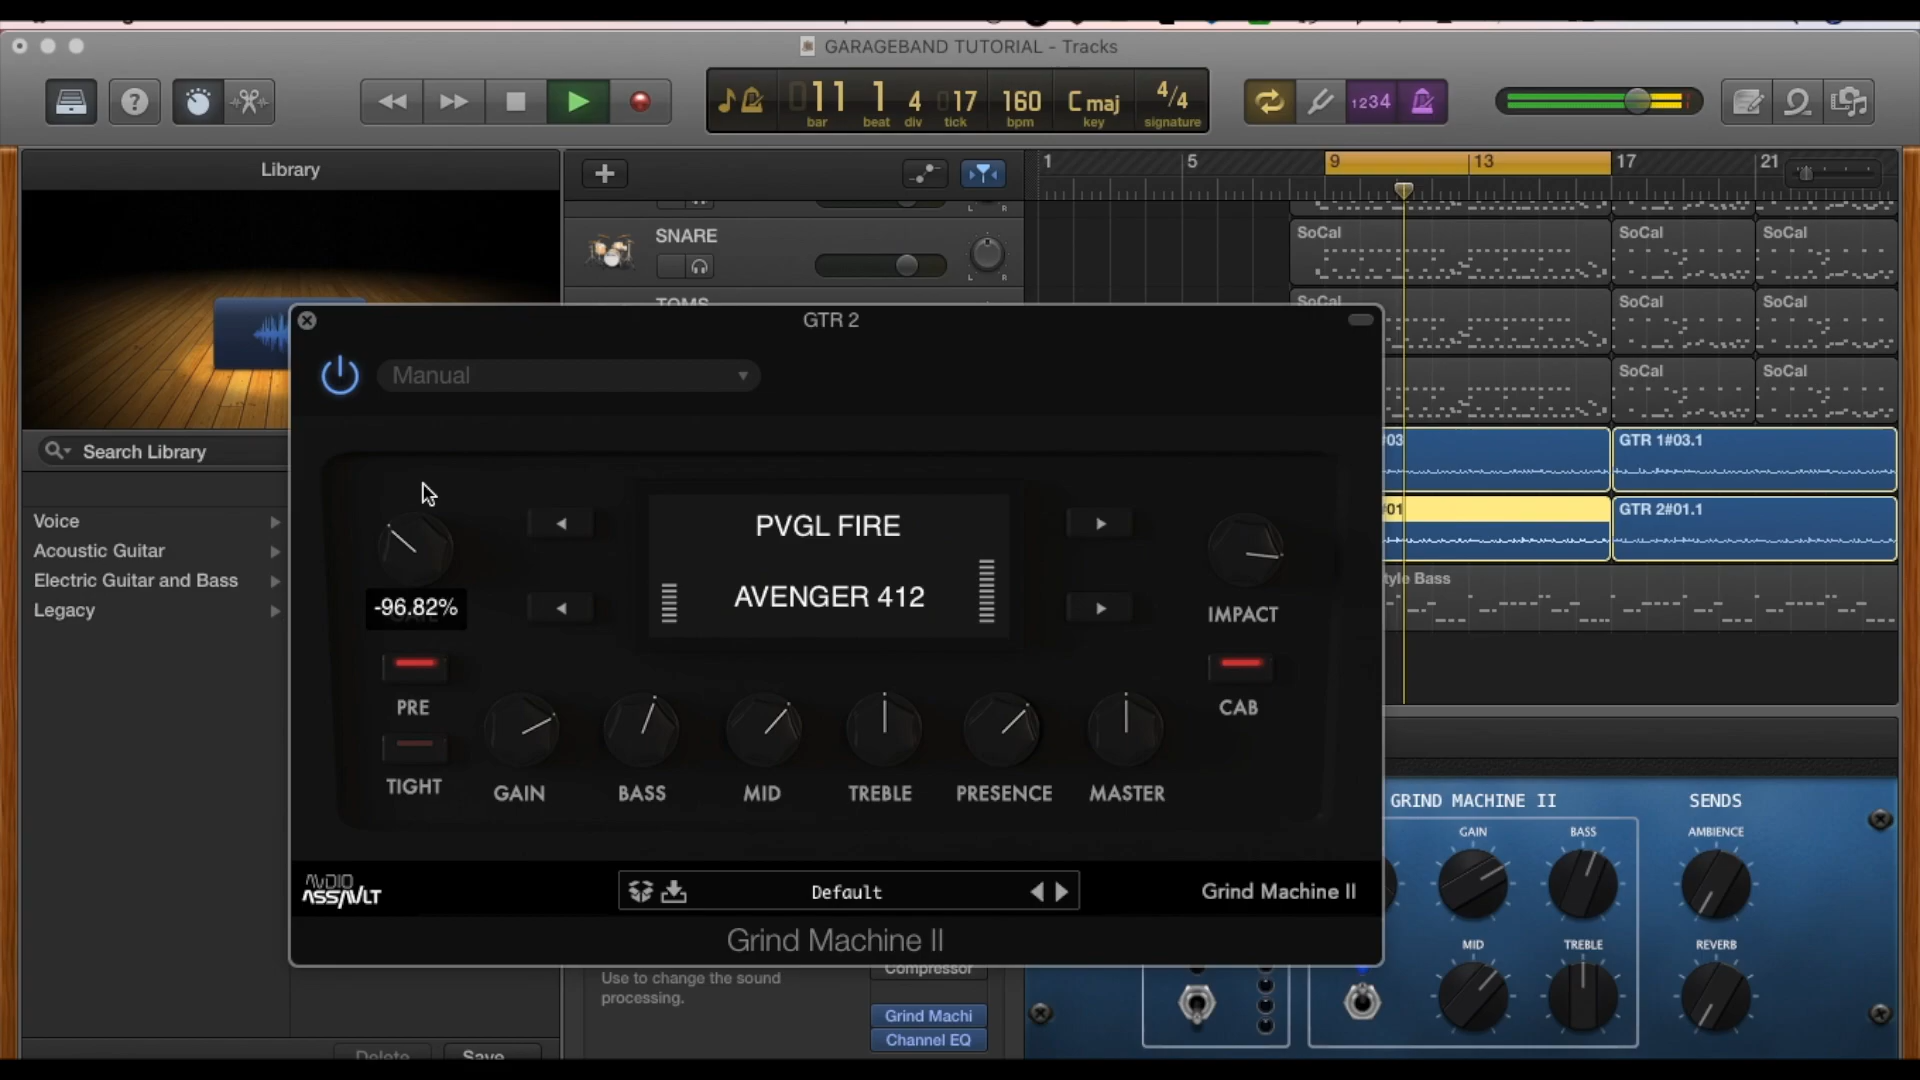 GARAGEBAND TUTORIAL - Tracks
11 1 4 17 160 C maj 4/4
bar beat div tick bpm key signature
1234
Library
1 5 9 13 17 21
SNARE
SoCal SoCal SoCal
TOMS
SoCal SoCal SoCal
SoCal SoCal
GTR 2
Manual
Search Library
Voice
Acoustic Guitar
Electric Guitar and Bass
Legacy
#03 GTR 1#03.1
#01 GTR 2#01.1
tyle Bass
PVGL FIRE
AVENGER 412
-96.82%
IMPACT
PRE
CAB
TIGHT
GAIN BASS MID TREBLE PRESENCE MASTER
AUDIO
ASSAULT
Default
Grind Machine II
Grind Machine II
L R
L R
GRIND MACHINE II SENDS
GAIN BASS AMBIENCE
MID TREBLE REVERB
Use to change the sound
processing.
Compressor
Grind Machi
Channel EQ
Delete Save